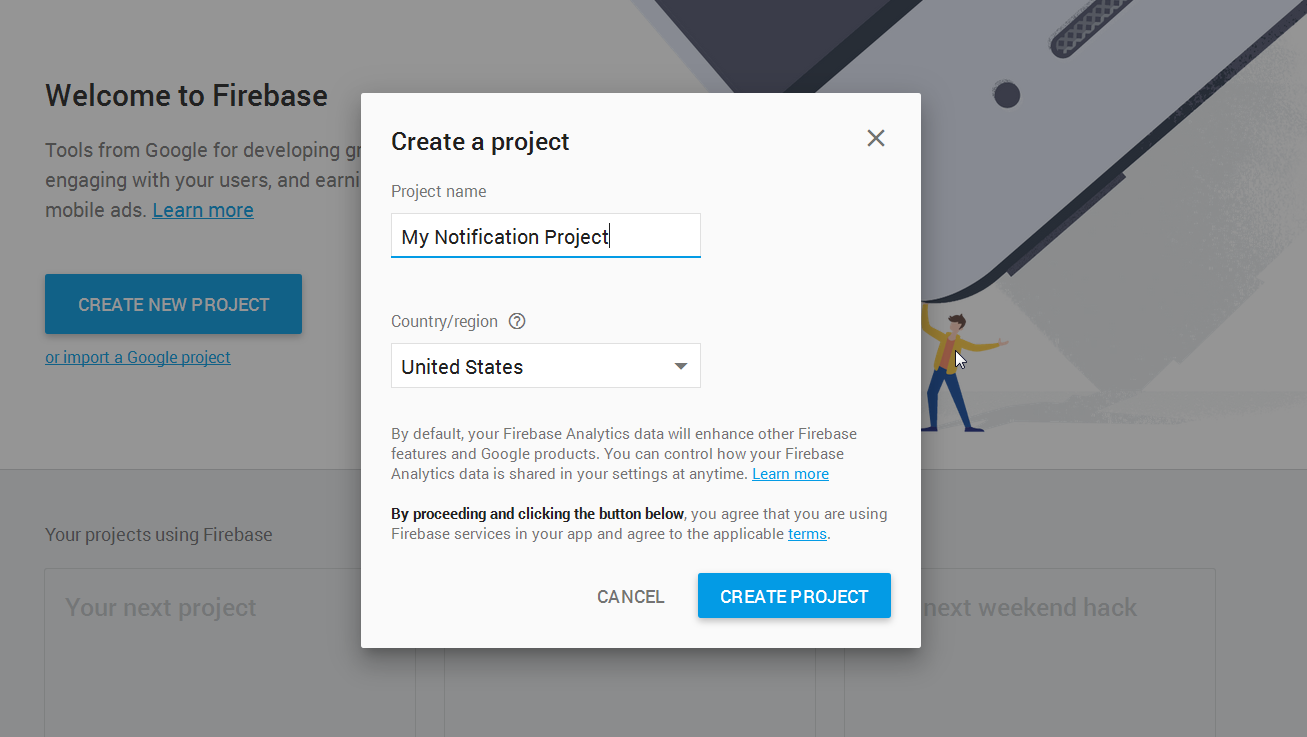 Welcome to Firebase
Tools from Google for developing
engaging with your users, and
mobile ads. Learn more
CREATE NEW PROJECT
or import a Google project
Create a project
Project name
My Notification Project
Country/region
United States
By default, your Firebase Analytics data will enhance other Firebase
features and Google products. You can control how your Firebase
Analytics data is shared in your settings at anytime. Learn more
By proceeding and clicking the button below, you agree that you are using
Firebase services in your app and agree to the applicable terms.
CANCEL
CREATE PROJECT
Your projects using Firebase
Your next project
next weekend hack